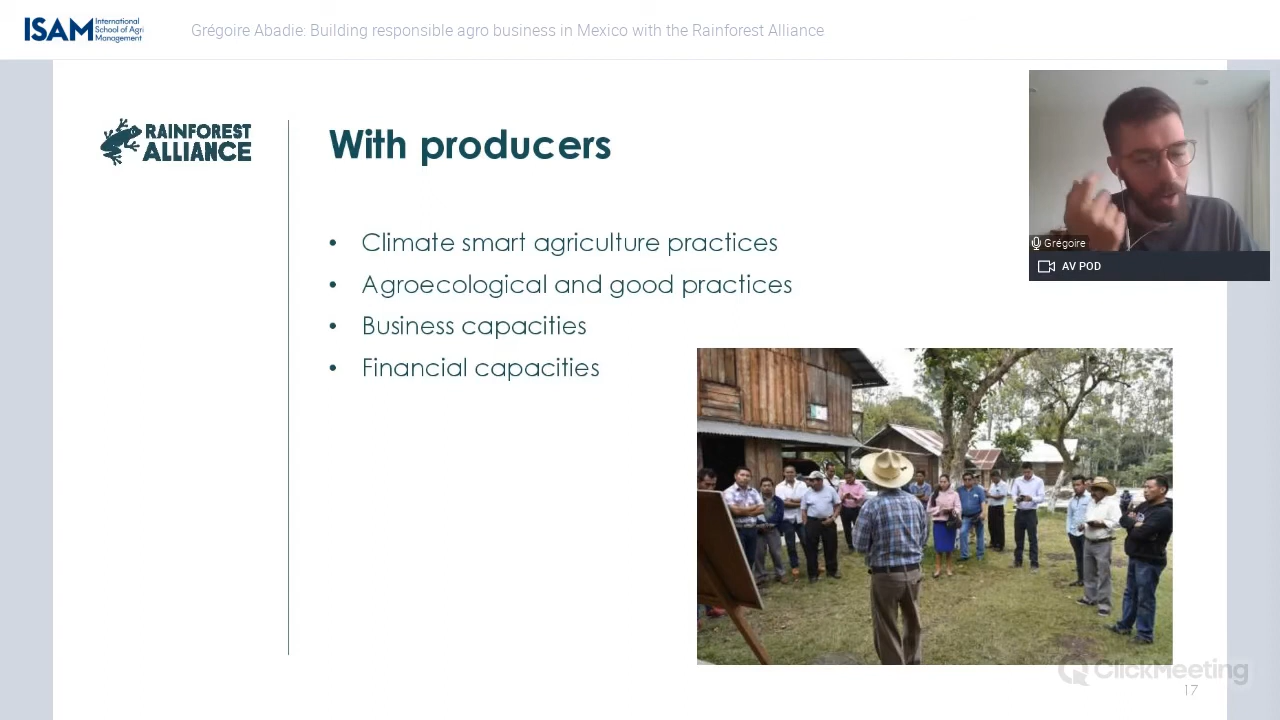 ISAM International
School of Agri
Management
Grégoire Abadie: Building responsible agro business in Mexico with the Rainforest Alliance
RAINFOREST
ALLIANCE
With producers
• Climate smart agriculture practices
• Agroecological and good practices
• Business capacities
• Financial capacities
Grégoire
AV POD
ClickMeeting
17